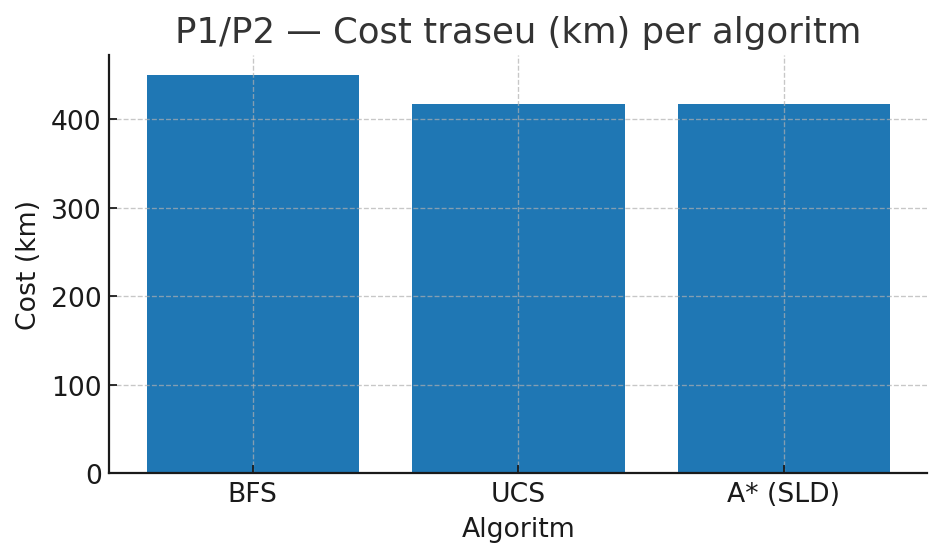 P1/P2 — Cost traseu (km) per algoritm
Cost (km)
400
300
200
100
0
BFS UCS A* (SLD)
Algoritm